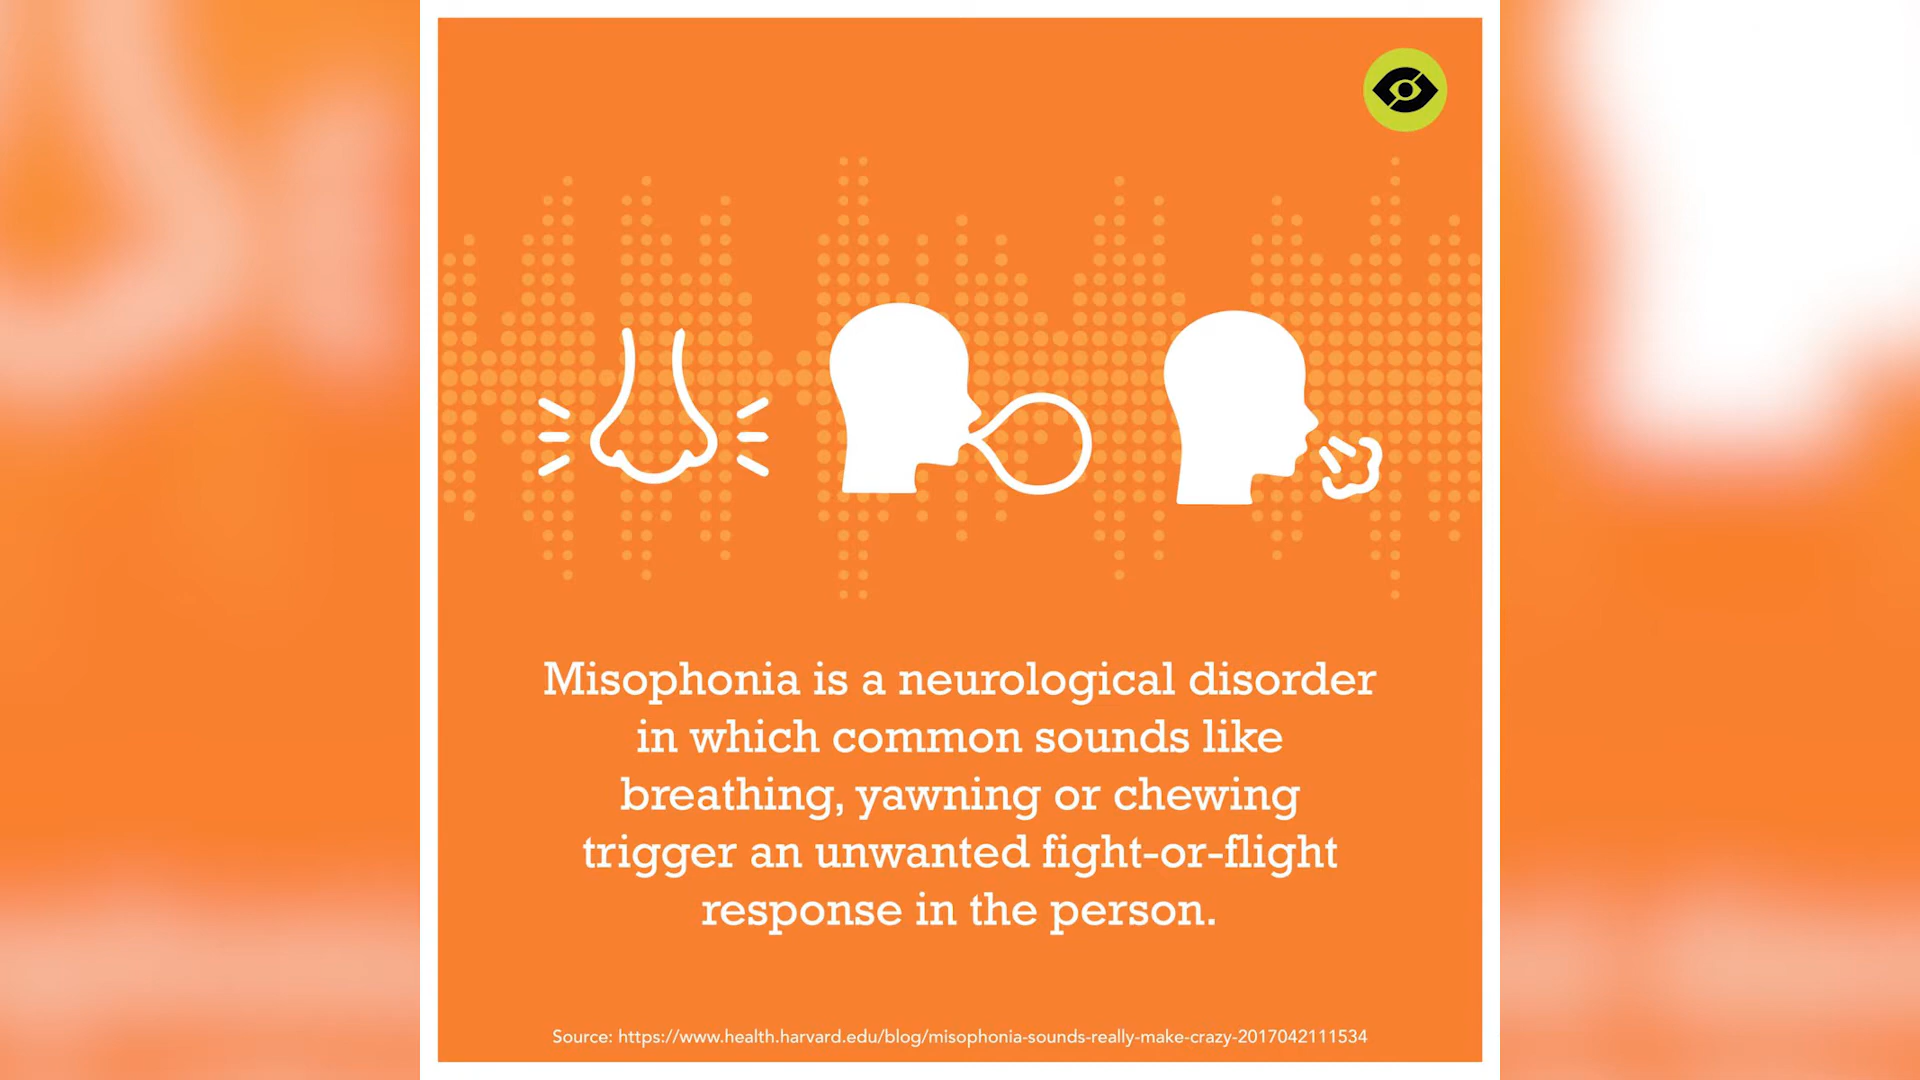 Misophonia is a neurological disorder
in which common sounds like
breathing, yawning or chewing
trigger an unwanted fight-or-flight
response in the person.
Source: https://www.health.harvard.edu/blog/misophonia-sounds-really-make-crazy-2017042111534